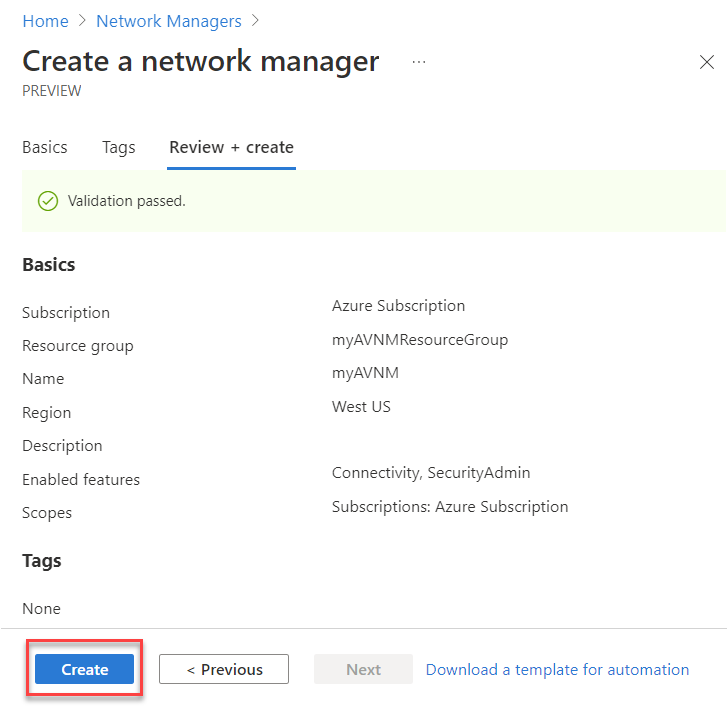 Home > Network Managers >
Create a network manager ...
PREVIEW
Basics Tags Review + create
Validation passed.
Basics
Subscription Azure Subscription
Resource group myAVNMResourceGroup
Name myAVNM
Region West US
Description
Enabled features Connectivity, SecurityAdmin
Scopes Subscriptions: Azure Subscription
Tags
None
Create < Previous Next Download a template for automation